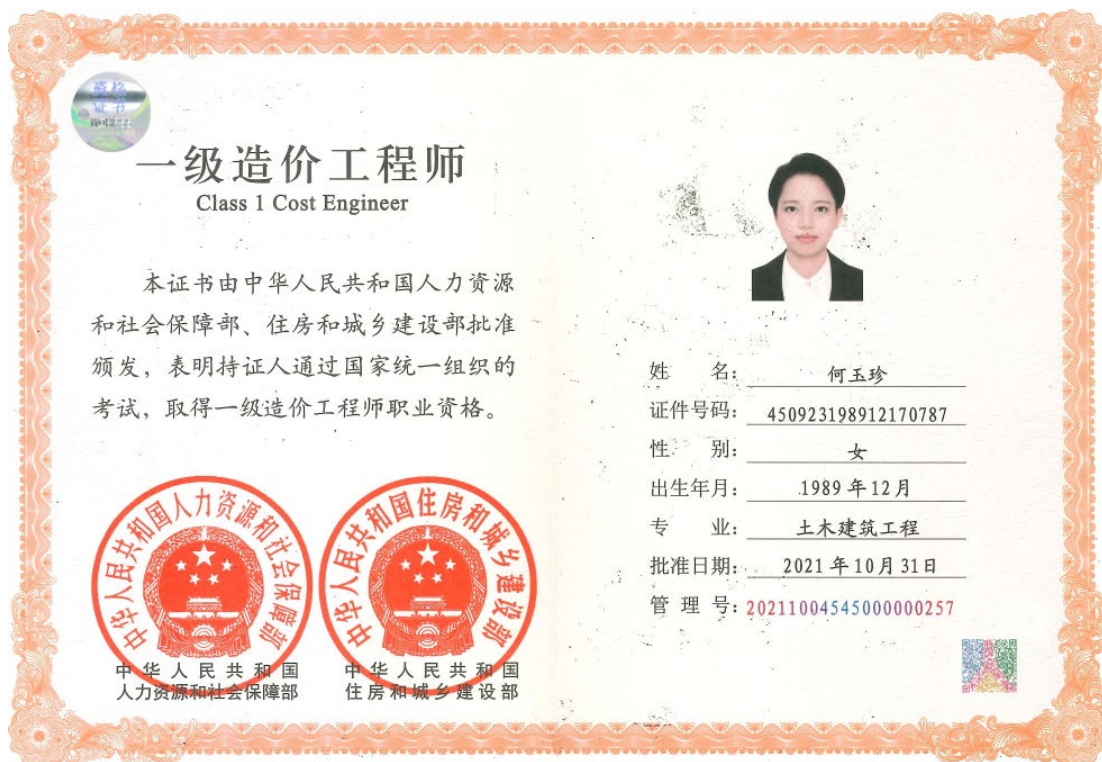 资格
证书
一级造价工程师
Class 1 Cost Engineer
本证书由中华人民共和国人力资源
和社会保障部、住房和城乡建设部批准
颁发，表明持证人通过国家统一组织的
考试，取得一级造价工程师职业资格。
中华人民共和国人力资源和社会保障部
中华人民共和国住房和城乡建设部
中华人民共和国
人力资源和社会保障部
中华人民共和国
住房和城乡建设部
姓 名： 何玉珍
证件号码： 450923198912170787
性 别： 女
出生年月： 1989年12月
专 业： 土木建筑工程
批准日期： 2021年10月31日
管 理 号： 20211004545000000257